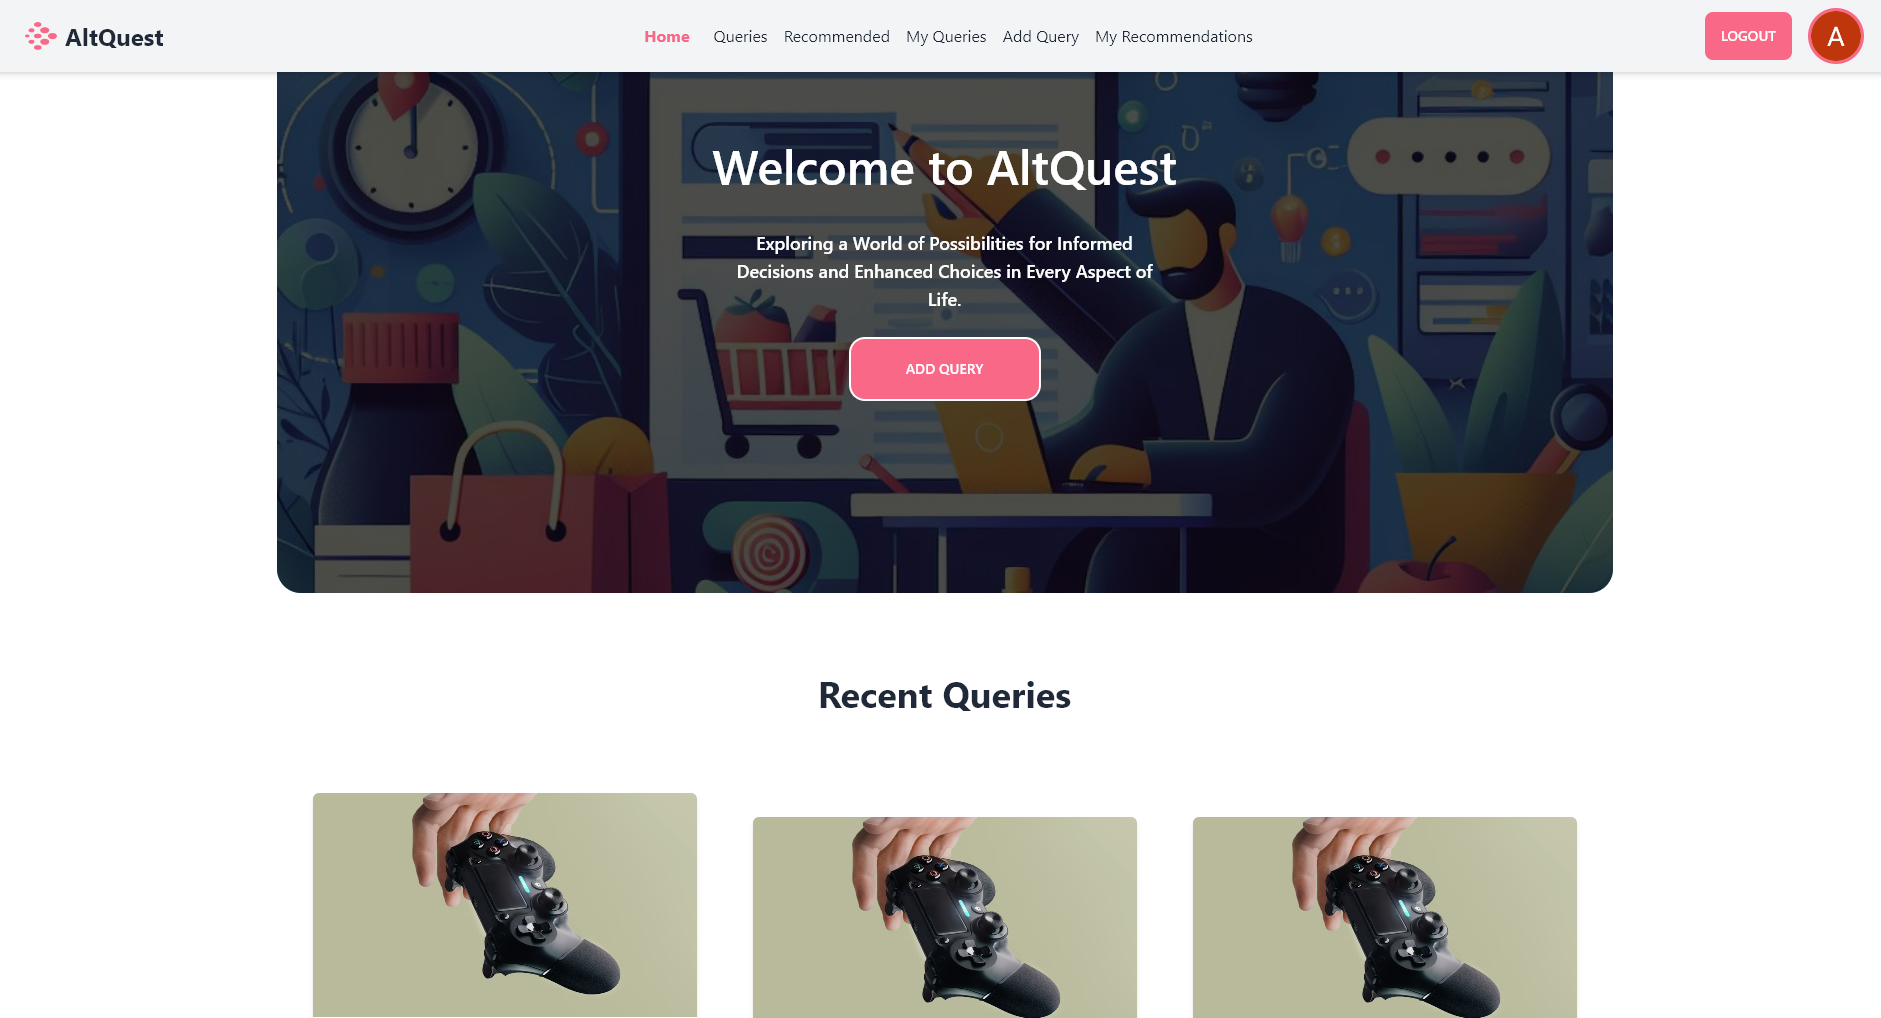 AltQuest
Home Queries Recommended My Queries Add Query My Recommendations
LOGOUT
A
Welcome to AltQuest
Exploring a World of Possibilities for Informed
Decisions and Enhanced Choices in Every Aspect of
Life.
ADD QUERY
Recent Queries